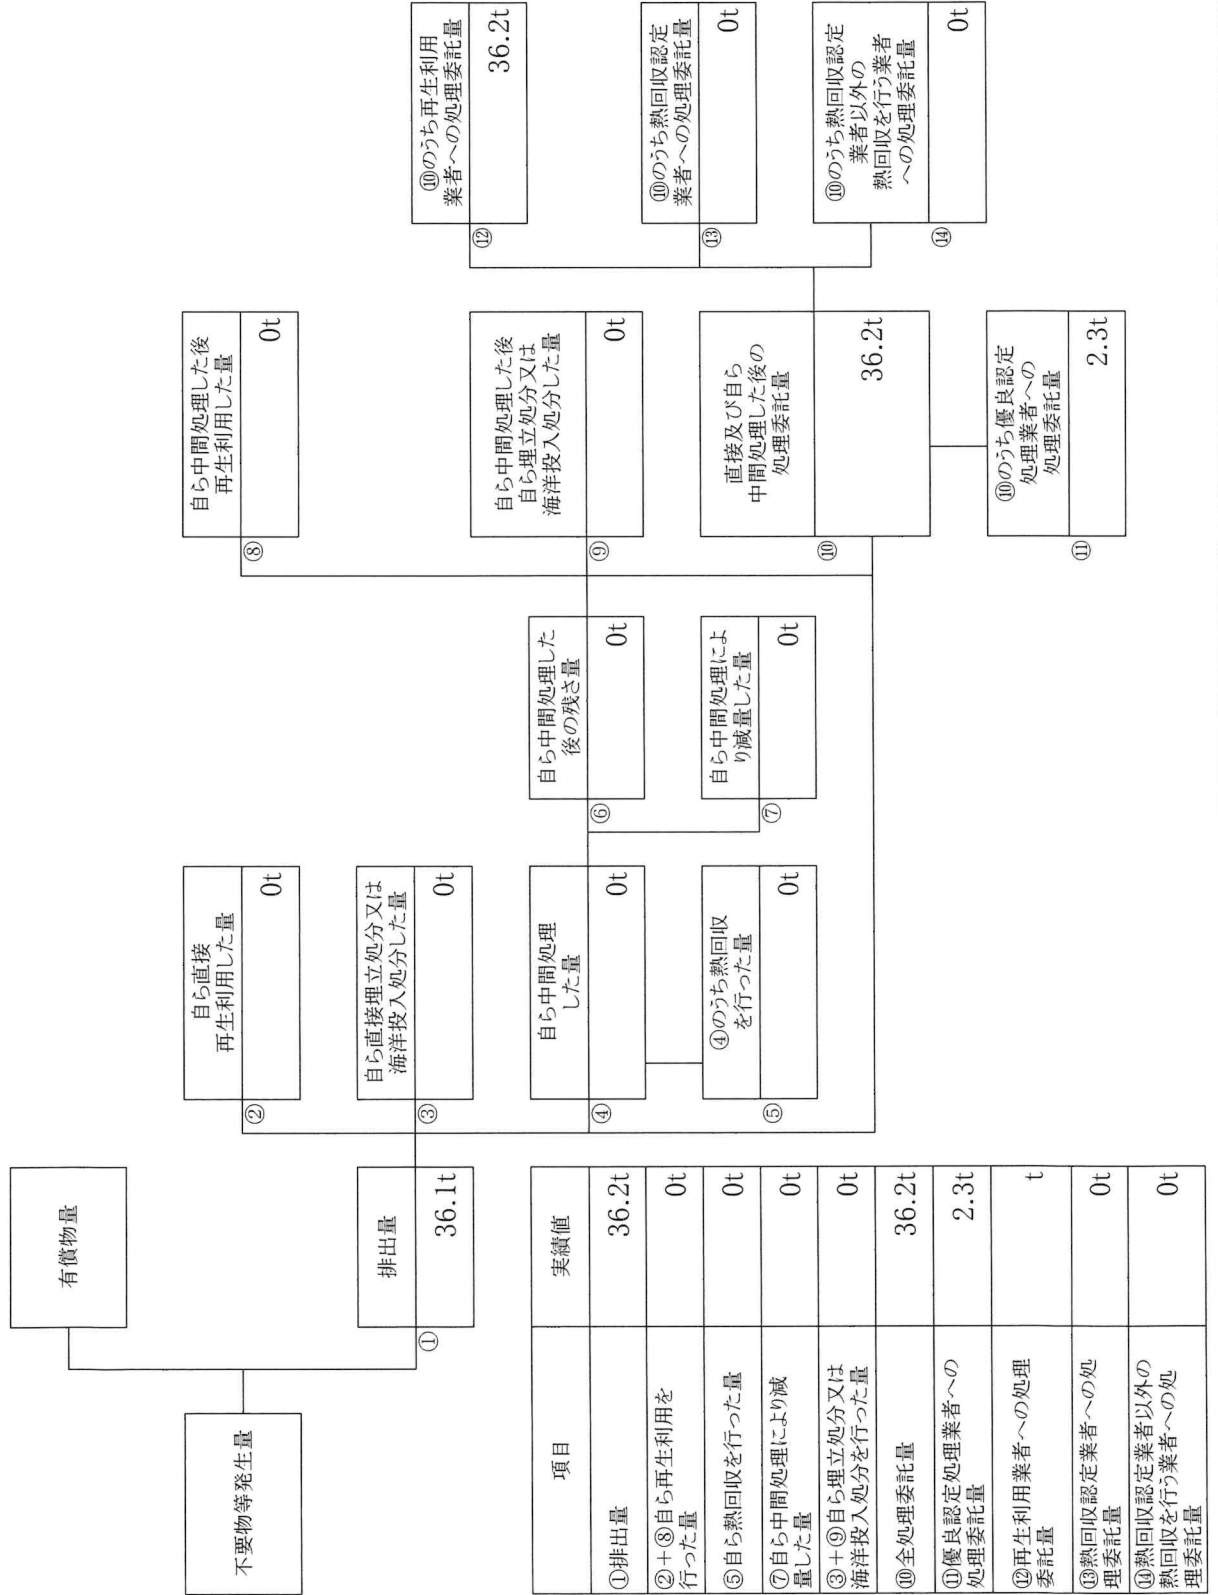 有償物量
不要物等発生量
排出量
①
36.1t
自ら直接
再生利用した量
②
0t
自ら直接埋立処分又は
海洋投入処分した量
③
0t
自ら中間処理
した量
④
0t
④のうち熱回収
を行った量
⑤
0t
自ら中間処理した
後の残さ量
⑥
0t
自ら中間処理によ
り減量した量
⑦
0t
自ら中間処理した後
再生利用した量
⑧
0t
自ら中間処理した後
自ら埋立処分又は
海洋投入処分した量
⑨
0t
直接及び自ら
中間処理した後の
処理委託量
⑩
36.2t
⑩のうち優良認定
処理業者への
処理委託量
⑪
2.3t
⑩のうち再生利用
業者への処理委託量
⑫
36.2t
⑩のうち熱回収認定
業者への処理委託量
⑬
0t
⑩のうち熱回収認定
業者以外の
熱回収を行う業者
への処理委託量
⑭
0t
項目 実績値
①排出量 36.2t
②+⑧自ら再生利用を
行った量 0t
⑤自ら熱回収を行った量 0t
⑦自ら中間処理により減
量した量 0t
③+⑨自ら埋立処分又は
海洋投入処分を行った量 0t
⑩全処理委託量 36.2t
⑪優良認定処理業者への
処理委託量 2.3t
⑫再生利用業者への処理
委託量 t
⑬熱回収認定業者への処
理委託量 0t
⑭熱回収認定業者以外の
熱回収を行う業者への処
理委託量 0t